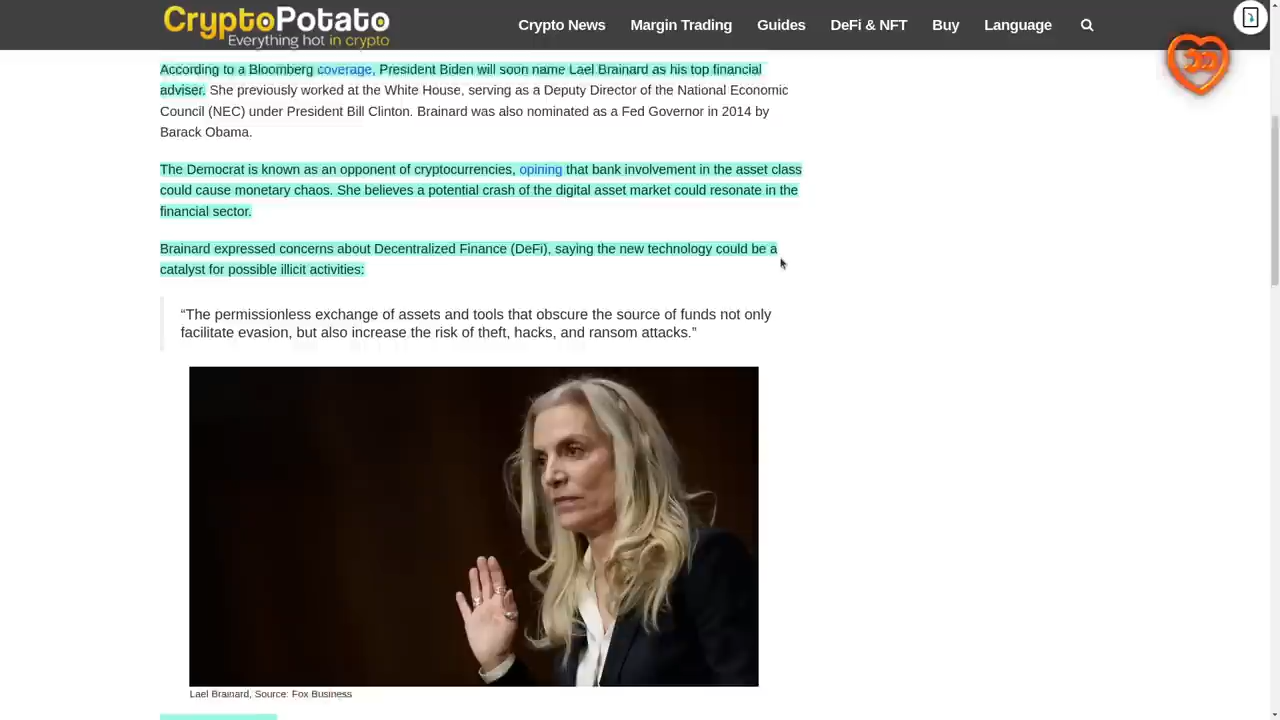 CryptoPotato
Everything hot in crypto
Crypto News Margin Trading Guides DeFi & NFT Buy Language
According to a Bloomberg coverage, President Biden will soon name Lael Brainard as his top financial
adviser. She previously worked at the White House, serving as a Deputy Director of the National Economic
Council (NEC) under President Bill Clinton. Brainard was also nominated as a Fed Governor in 2014 by
Barack Obama.
The Democrat is known as an opponent of cryptocurrencies, opining that bank involvement in the asset class
could cause monetary chaos. She believes a potential crash of the digital asset market could resonate in the
financial sector.
Brainard expressed concerns about Decentralized Finance (DeFi), saying the new technology could be a
catalyst for possible illicit activities:
“The permissionless exchange of assets and tools that obscure the source of funds not only
facilitate evasion, but also increase the risk of theft, hacks, and ransom attacks.”
Lael Brainard, Source: Fox Business